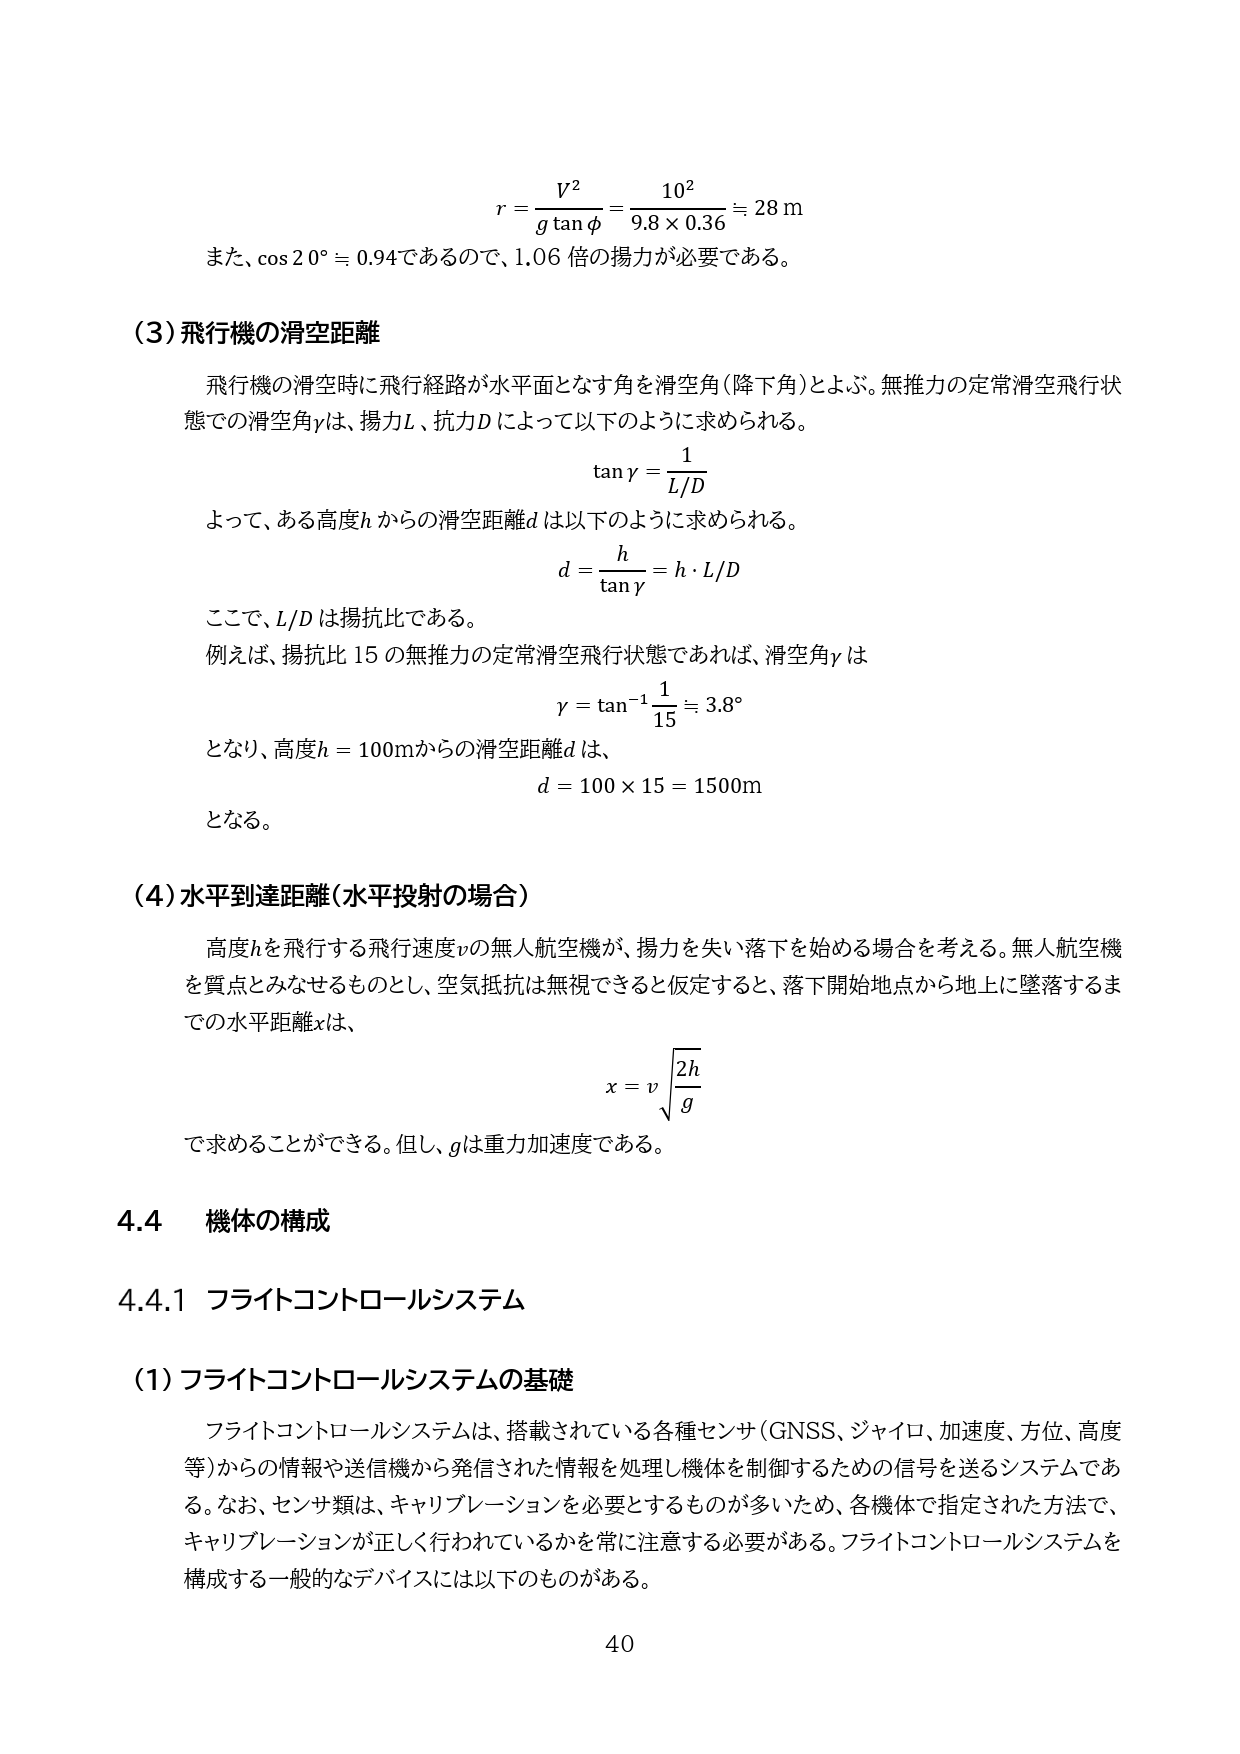 r = V² / (g tan ϕ) = 10² / (9.8 × 0.36) ≒ 28 m
また、cos 2 0° ≒ 0.94であるので、1.06 倍の揚力が必要である。
（3）飛行機の滑空距離
飛行機の滑空時に飛行経路が水平面となす角を滑空角（降下角）とよぶ。無推力の定常滑空飛行状
態での滑空角γは、揚力L 、抗力D によって以下のように求められる。
tan γ = 1 / (L/D)
よって、ある高度h からの滑空距離d は以下のように求められる。
d = h / tan γ = h · L/D
ここで、L/D は揚抗比である。
例えば、揚抗比 15 の無推力の定常滑空飛行状態であれば、滑空角γ は
γ = tan⁻¹ 1/15 ≒ 3.8°
となり、高度h = 100mからの滑空距離d は、
d = 100 × 15 = 1500m
となる。
（4）水平到達距離（水平投射の場合）
高度hを飛行する飛行速度vの無人航空機が、揚力を失い落下を始める場合を考える。無人航空機
を質点とみなせるものとし、空気抵抗は無視できると仮定すると、落下開始地点から地上に墜落するま
での水平距離xは、
x = v √(2h/g)
で求めることができる。但し、gは重力加速度である。
4.4 機体の構成
4.4.1 フライトコントロールシステム
（1）フライトコントロールシステムの基礎
フライトコントロールシステムは、搭載されている各種センサ（GNSS、ジャイロ、加速度、方位、高度
等）からの情報や送信機から発信された情報を処理し機体を制御するための信号を送るシステムであ
る。なお、センサ類は、キャリブレーションを必要とするものが多いため、各機体で指定された方法で、
キャリブレーションが正しく行われているかを常に注意する必要がある。フライトコントロールシステムを
構成する一般的なデバイスには以下のものがある。
40